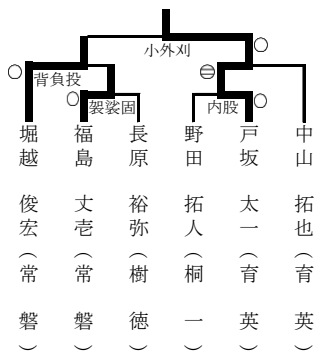 小外刈
背負投
袈裟固
内股
堀越 俊宏（常 磐）
福島 丈壱（常 磐）
長原 裕弥（樹 徳）
野田 拓人（桐 一）
戸坂 太一（育 英）
中山 拓也（育 英）